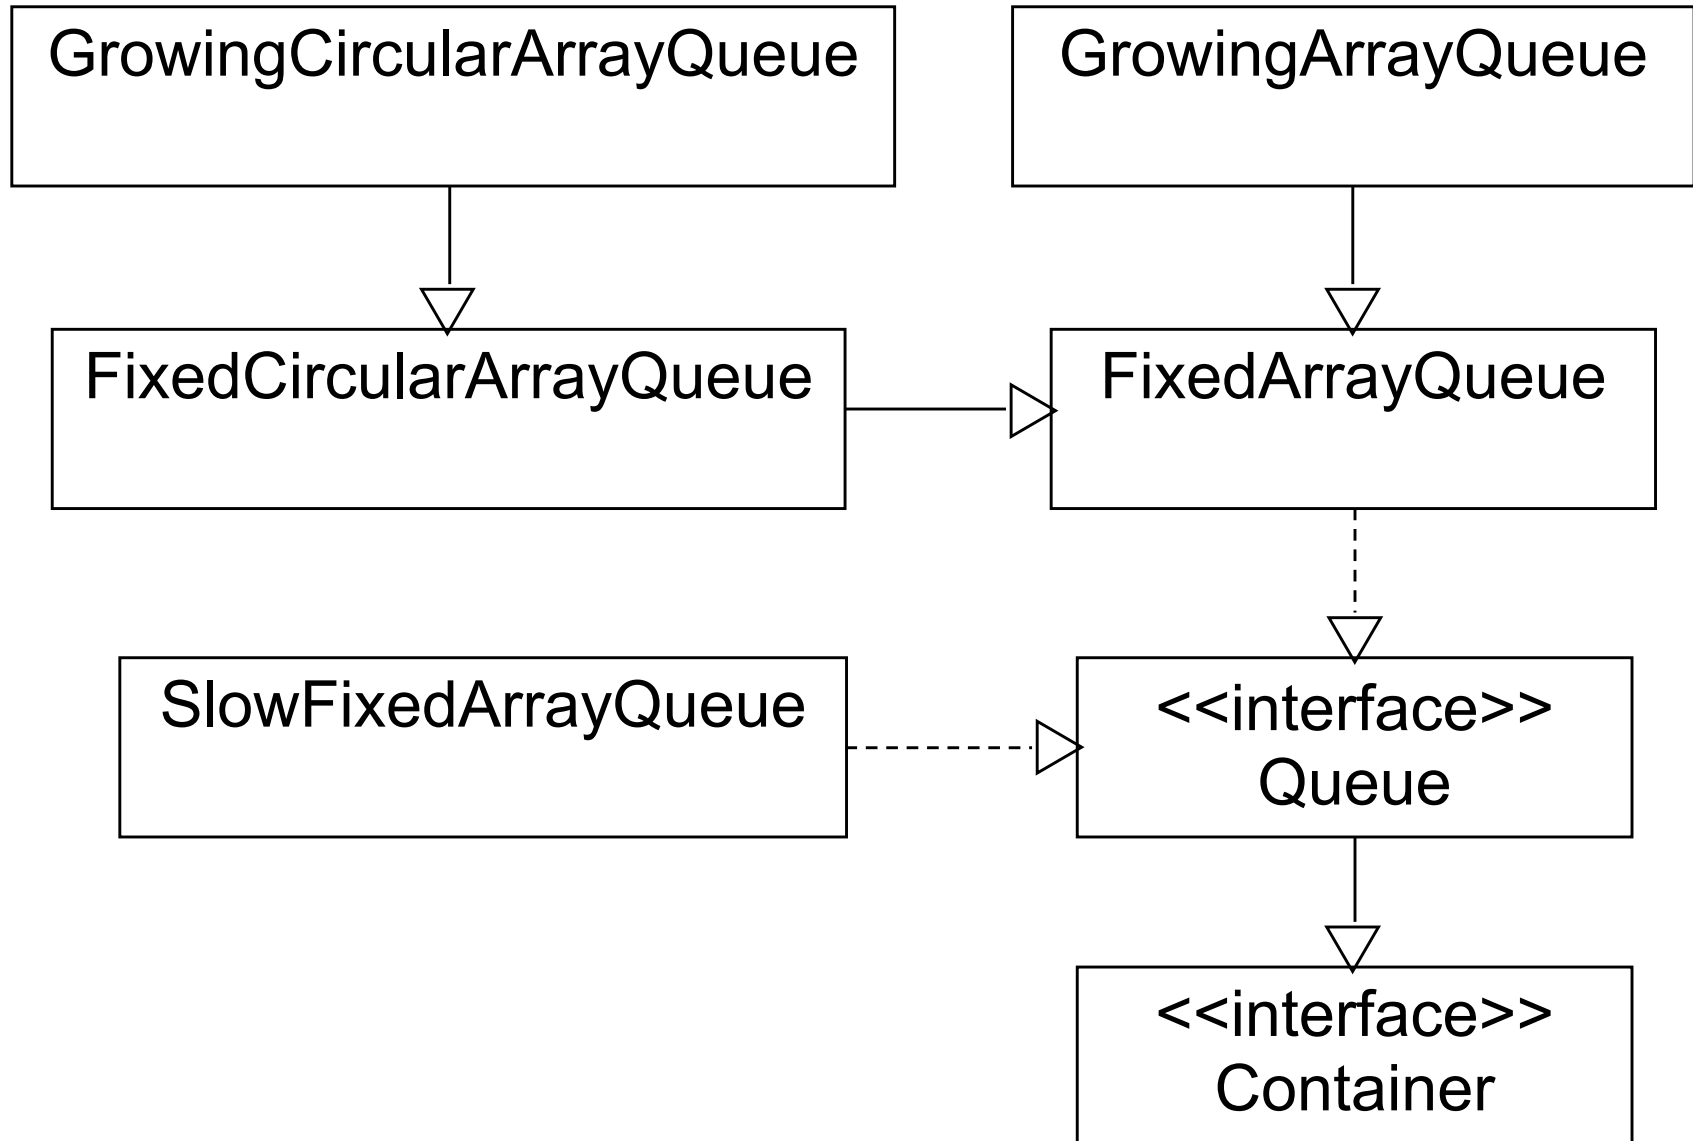 GrowingCircularArrayQueue
GrowingArrayQueue
FixedCircularArrayQueue
FixedArrayQueue
SlowFixedArrayQueue
<<interface>>
Queue
<<interface>>
Container